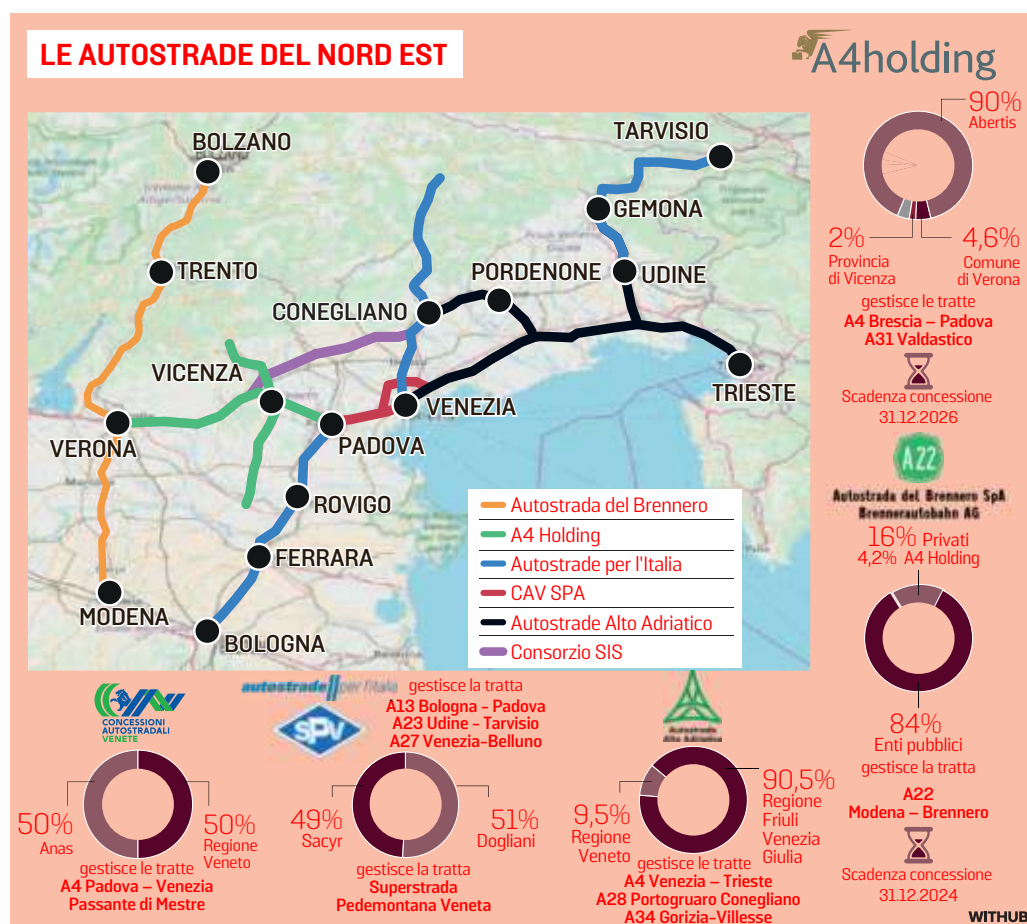 LE AUTOSTRADE DEL NORD EST
A4holding
90%
Abertis
2%
Provincia
di Vicenza
4,6%
Comune
di Verona
gestisce le tratte
A4 Brescia – Padova
A31 Valdastico
Scadenza concessione
31.12.2026
BOLZANO
TRENTO
VERONA
MODENA
VICENZA
PADOVA
ROVIGO
FERRARA
BOLOGNA
CONEGLIANO
PORDENONE
VENEZIA
TARVISIO
GEMONA
UDINE
TRIESTE
Autostrada del Brennero
A4 Holding
Autostrade per l'Italia
CAV SPA
Autostrade Alto Adriatico
Consorzio SIS
A22
Autostrada del Brennero SpA
Brennerautobahn AG
16% Privati
4,2% A4 Holding
84%
Enti pubblici
gestisce la tratta
A22
Modena – Brennero
Scadenza concessione
31.12.2024
CAV
CONCESSIONI
AUTOSTRADALI
VENETE
50%
Anas
50%
Regione
Veneto
gestisce le tratte
A4 Padova – Venezia
Passante di Mestre
autostrade per l'italia
gestisce la tratta
A13 Bologna - Padova
A23 Udine - Tarvisio
A27 Venezia-Belluno
SPV
49%
Sacyr
51%
Dogliani
gestisce la tratta
Superstrada
Pedemontana Veneta
Autostrade
Alto Adriatico
9,5%
Regione
Veneto
90,5%
Regione
Friuli
Venezia
Giulia
gestisce le tratte
A4 Venezia – Trieste
A28 Portogruaro Conegliano
A34 Gorizia-Villesse
WITHUB